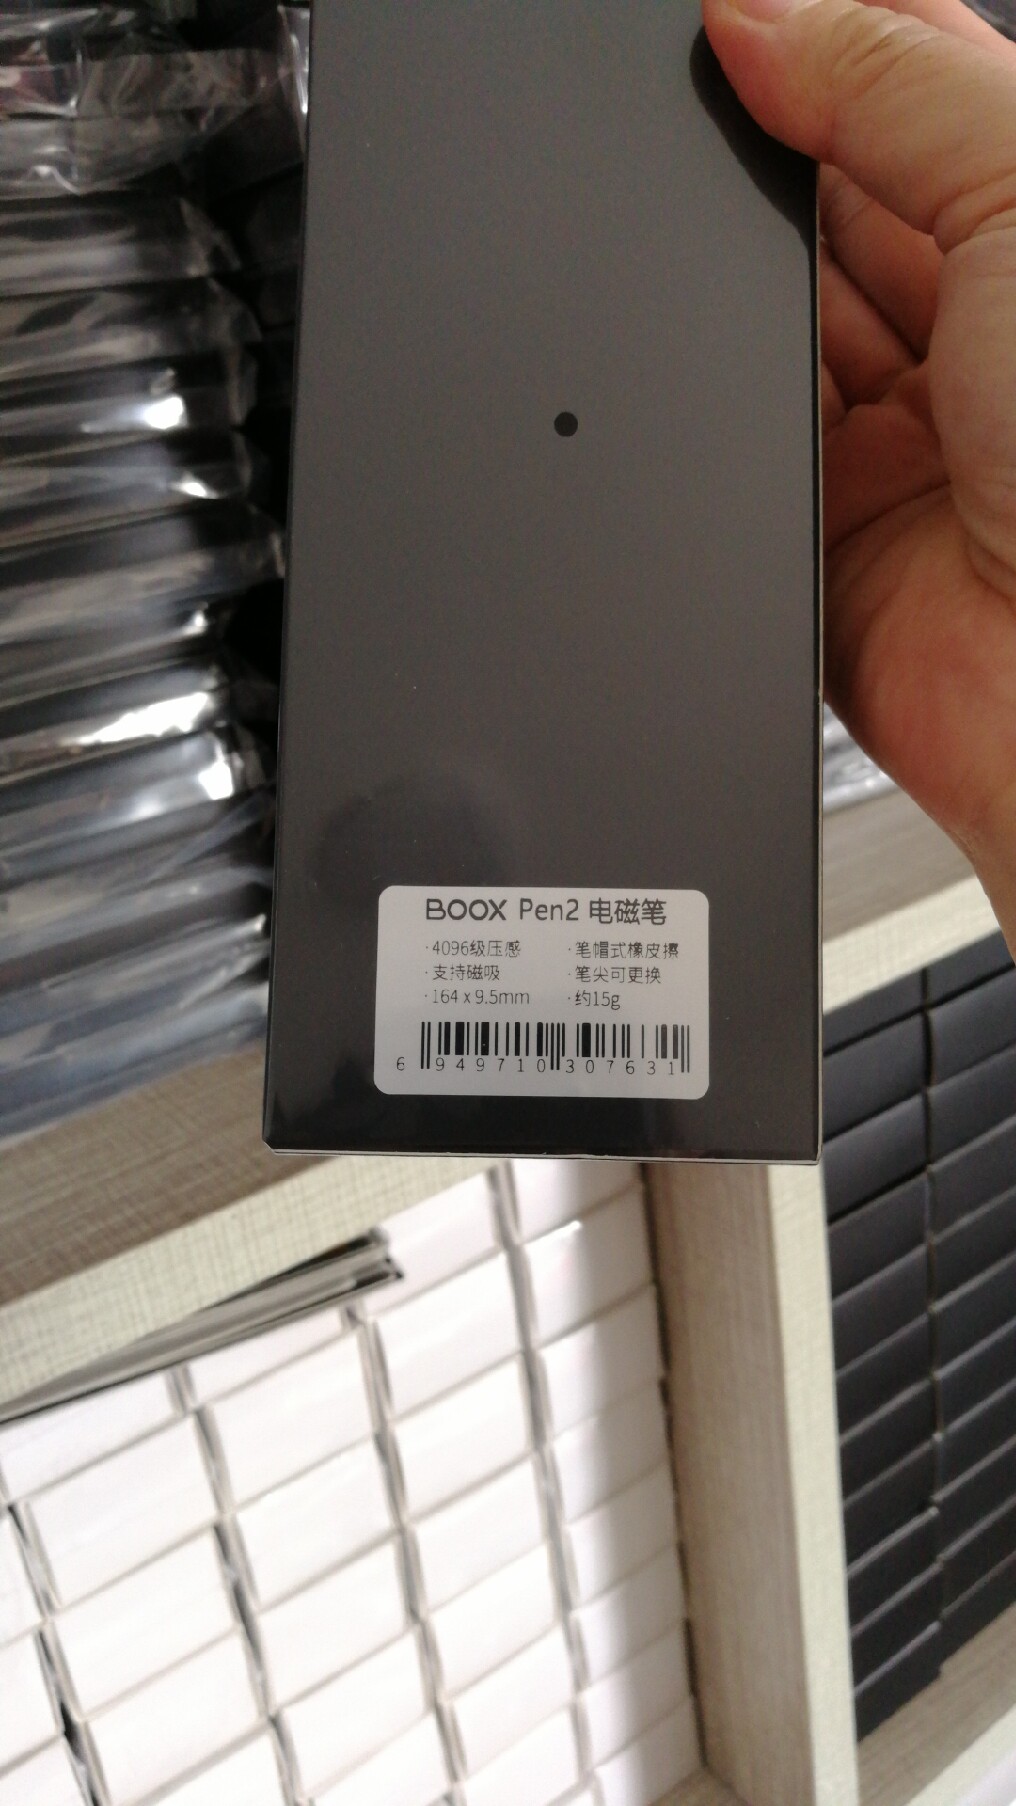 BOOX Pen2 电磁笔
·4096级压感 ·笔帽式橡皮擦
·支持磁吸 ·笔尖可更换
·164 x 9.5mm ·约15g
6 949710 307631